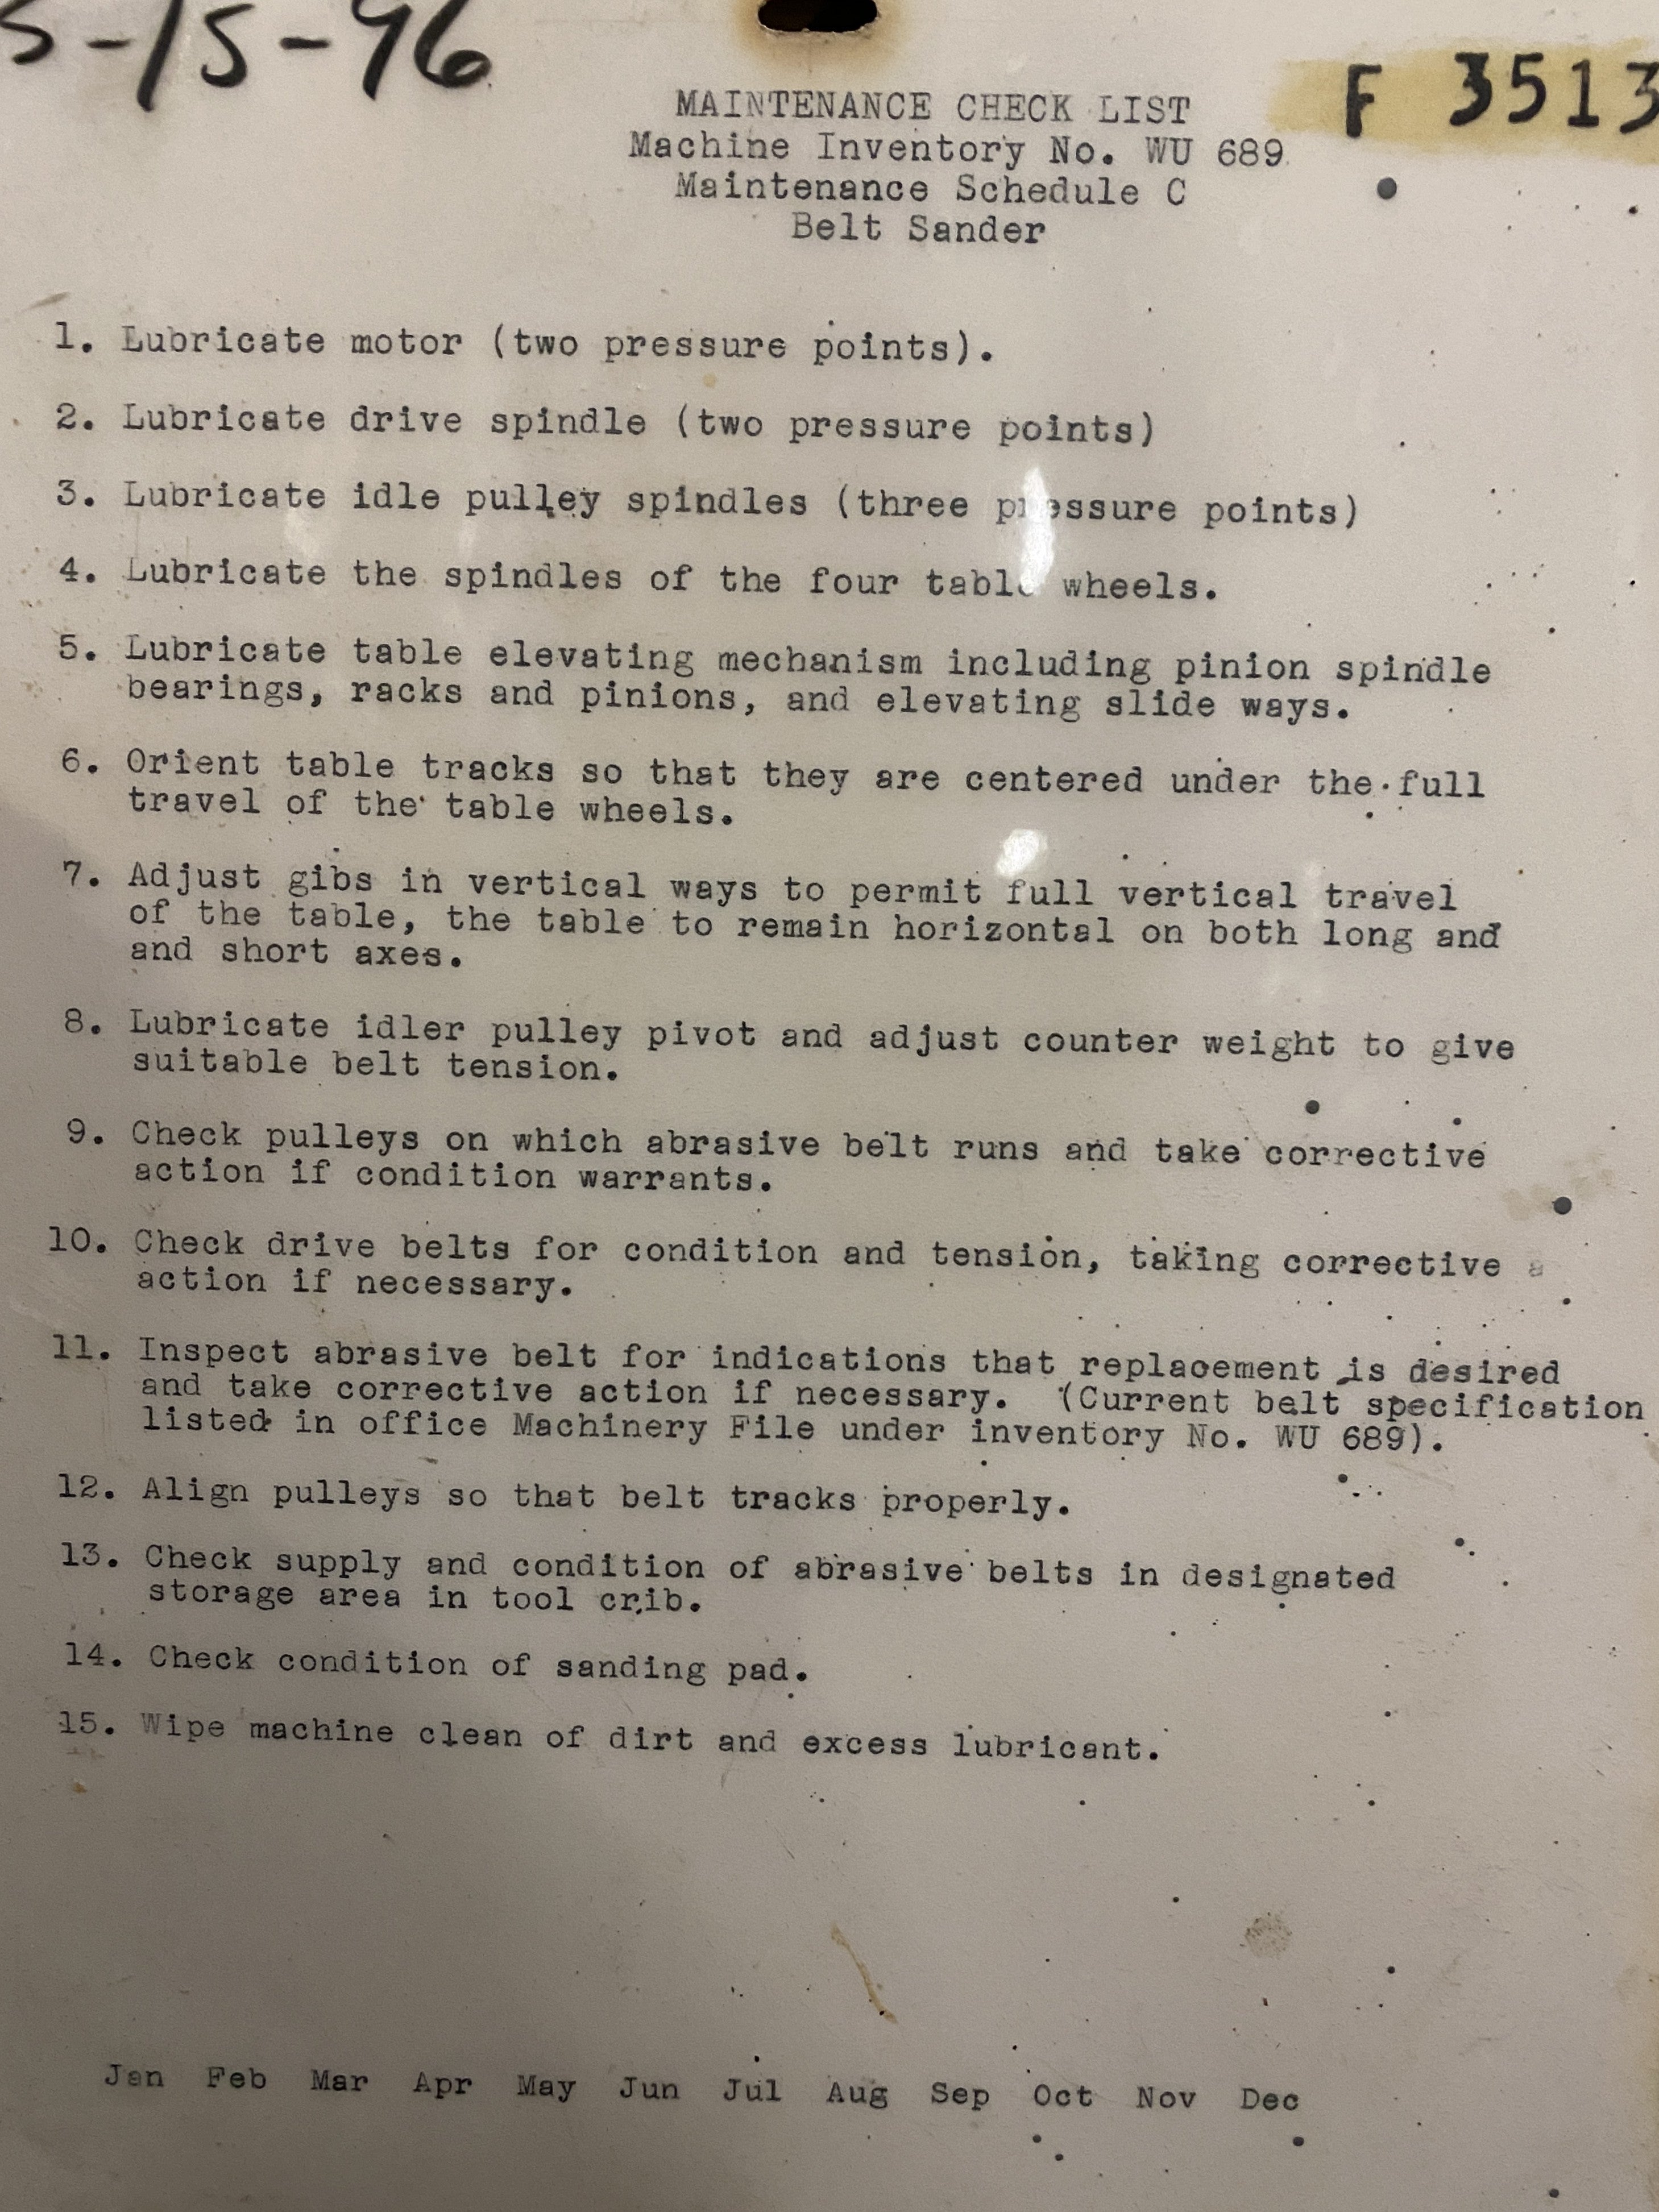 5-15-96
F 3513
MAINTENANCE CHECK LIST
Machine Inventory No. WU 689
Maintenance Schedule C
Belt Sander
1. Lubricate motor (two pressure points).
2. Lubricate drive spindle (two pressure points)
3. Lubricate idle pulley spindles (three pressure points)
4. Lubricate the spindles of the four table wheels.
5. Lubricate table elevating mechanism including pinion spindle
bearings, racks and pinions, and elevating slide ways.
6. Orient table tracks so that they are centered under the full
travel of the table wheels.
7. Adjust gibs in vertical ways to permit full vertical travel
of the table, the table to remain horizontal on both long and
and short axes.
8. Lubricate idler pulley pivot and adjust counter weight to give
suitable belt tension.
9. Check pulleys on which abrasive belt runs and take corrective
action if condition warrants.
10. Check drive belts for condition and tension, taking corrective a
action if necessary.
11. Inspect abrasive belt for indications that replacement is desired
and take corrective action if necessary. (Current belt specification
listed in office Machinery File under inventory No. WU 689).
12. Align pulleys so that belt tracks properly.
13. Check supply and condition of abrasive belts in designated
storage area in tool crib.
14. Check condition of sanding pad.
15. Wipe machine clean of dirt and excess lubricant.
Jan Feb Mar Apr May Jun Jul Aug Sep Oct Nov Dec